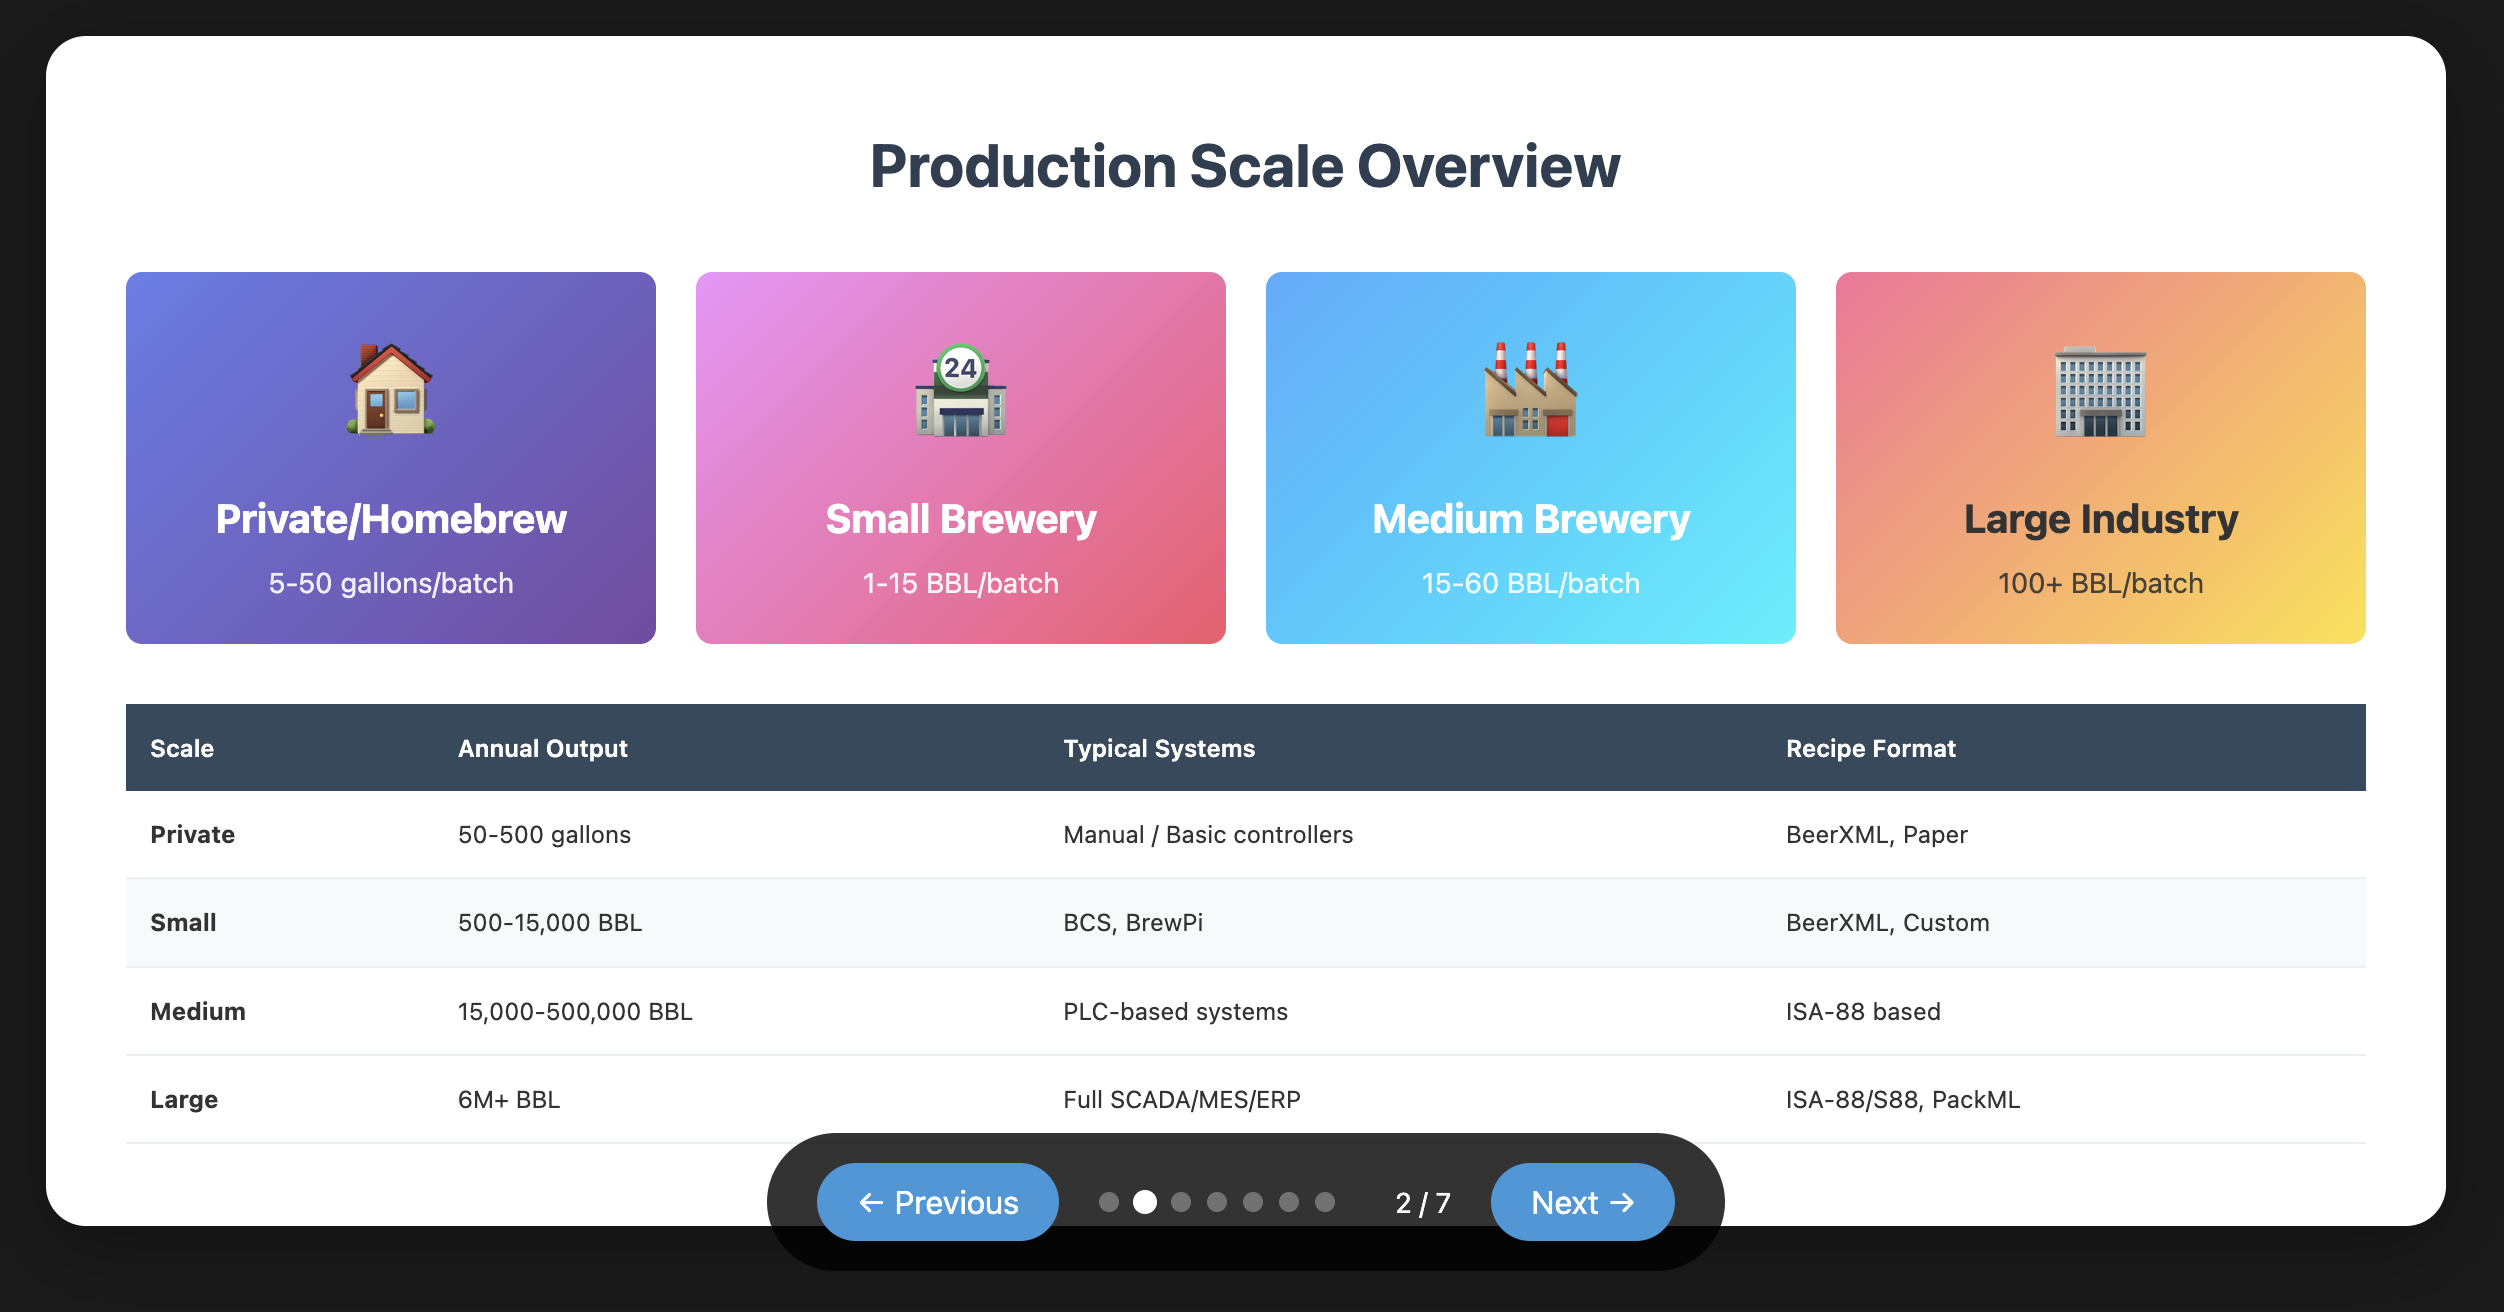 Production Scale Overview
24
Private/Homebrew
5-50 gallons/batch
Small Brewery
1-15 BBL/batch
Medium Brewery
15-60 BBL/batch
Large Industry
100+ BBL/batch
Scale Annual Output Typical Systems Recipe Format
Private 50-500 gallons Manual / Basic controllers BeerXML, Paper
Small 500-15,000 BBL BCS, BrewPi BeerXML, Custom
Medium 15,000-500,000 BBL PLC-based systems ISA-88 based
Large 6M+ BBL Full SCADA/MES/ERP ISA-88/S88, PackML
← Previous 2 / 7 Next →